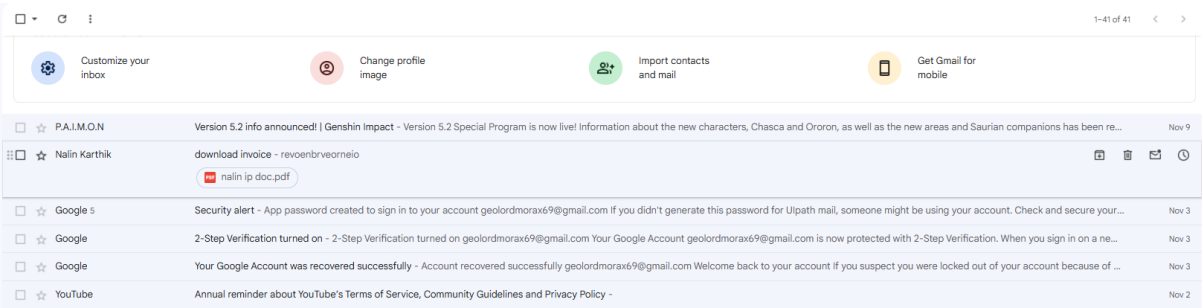 1–41 of 41
Customize your
inbox
Change profile
image
Import contacts
and mail
Get Gmail for
mobile
P.A.I.M.O.N Version 5.2 info announced! | Genshin Impact - Version 5.2 Special Program is now live! Information about the new characters, Chasca and Ororon, as well as the new areas and Saurian companions has been re... Nov 9
Nalin Karthik download invoice - revoenbrveorneio
PDF nalin ip doc.pdf
Google 5 Security alert - App password created to sign in to your account geolordmorax69@gmail.com If you didn't generate this password for UIpath mail, someone might be using your account. Check and secure your... Nov 3
Google 2-Step Verification turned on - 2-Step Verification turned on geolordmorax69@gmail.com Your Google Account geolordmorax69@gmail.com is now protected with 2-Step Verification. When you sign in on a ne... Nov 3
Google Your Google Account was recovered successfully - Account recovered successfully geolordmorax69@gmail.com Welcome back to your account If you suspect you were locked out of your account because of ... Nov 3
YouTube Annual reminder about YouTube's Terms of Service, Community Guidelines and Privacy Policy - Nov 2